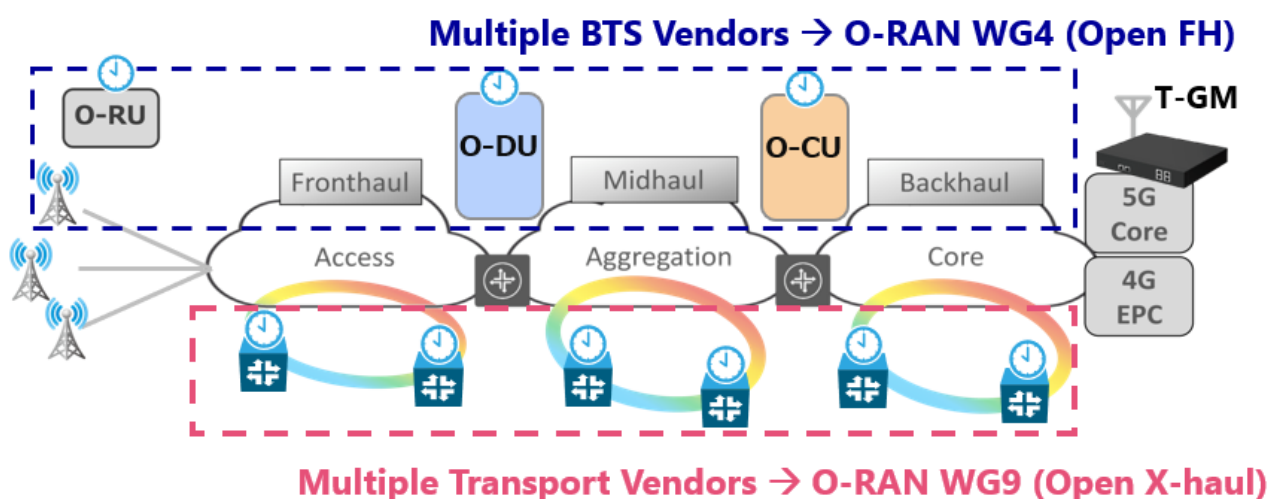 Multiple BTS Vendors → O-RAN WG4 (Open FH)
O-RU
O-DU
O-CU
T-GM
Fronthaul
Midhaul
Backhaul
5G
Core
Access
Aggregation
Core
4G
EPC
Multiple Transport Vendors → O-RAN WG9 (Open X-haul)